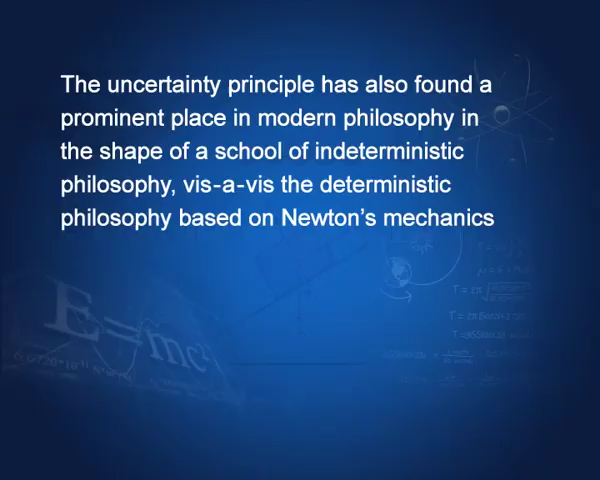 The uncertainty principle has also found a
prominent place in modern philosophy in
the shape of a school of indeterministic
philosophy, vis-a-vis the deterministic
philosophy based on Newton's mechanics
E=mc²